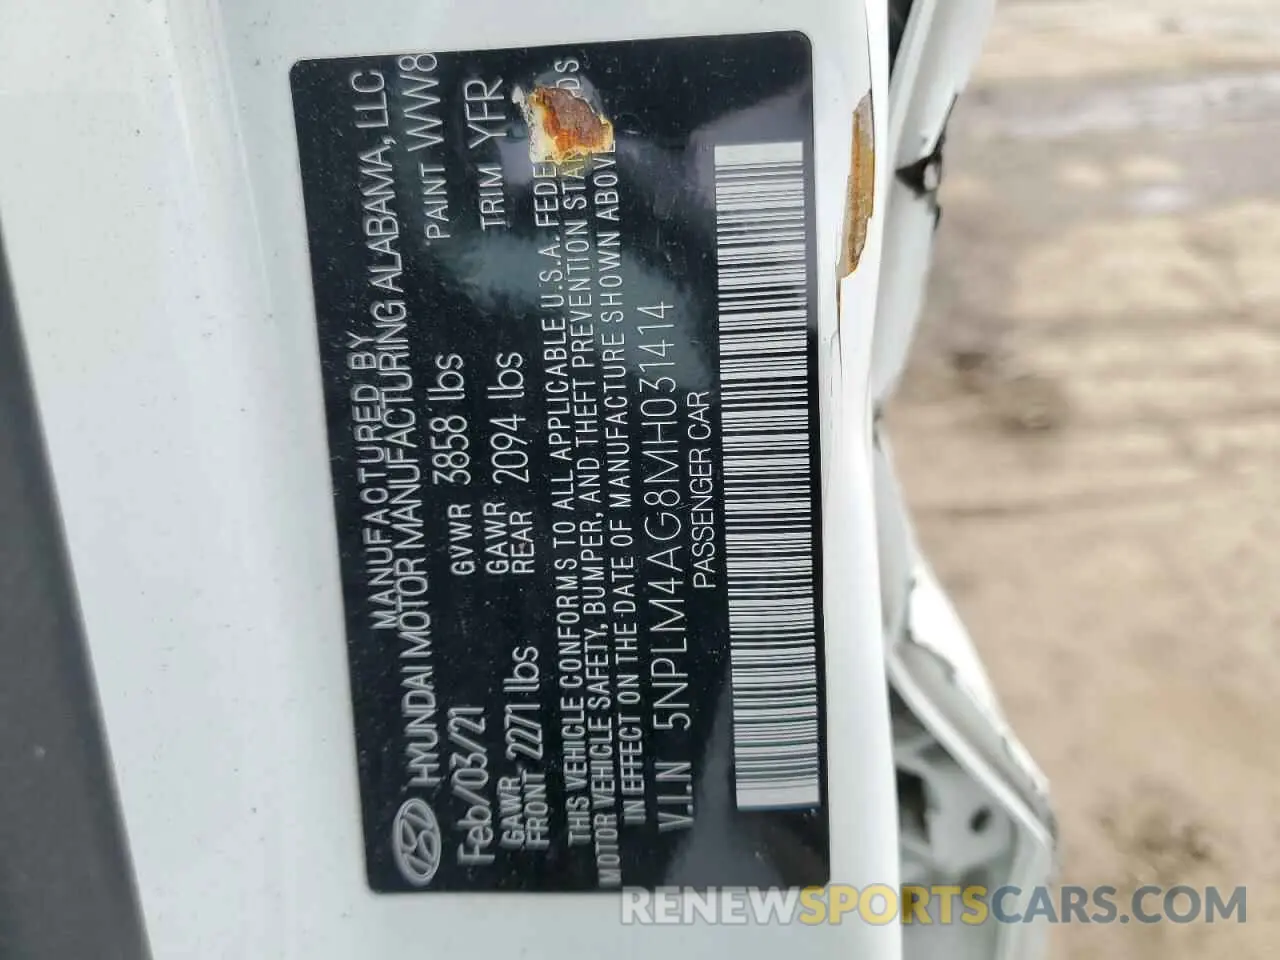 MANUFACTURED BY
HYUNDAI MOTOR MANUFACTURING ALABAMA, LLC
Feb/03/21 GVWR 3858 lbs PAINT WW8
GAWR FRONT 2271 lbs GAWR REAR 2094 lbs TRIM YFR
THIS VEHICLE CONFORMS TO ALL APPLICABLE U.S.A. FEDE
MOTOR VEHICLE SAFETY, BUMPER, AND THEFT PREVENTION STA DS
IN EFFECT ON THE DATE OF MANUFACTURE SHOWN ABOVE
V.I.N 5NPLM4AG8MH031414
PASSENGER CAR
RENEWSPORTSCARS.COM